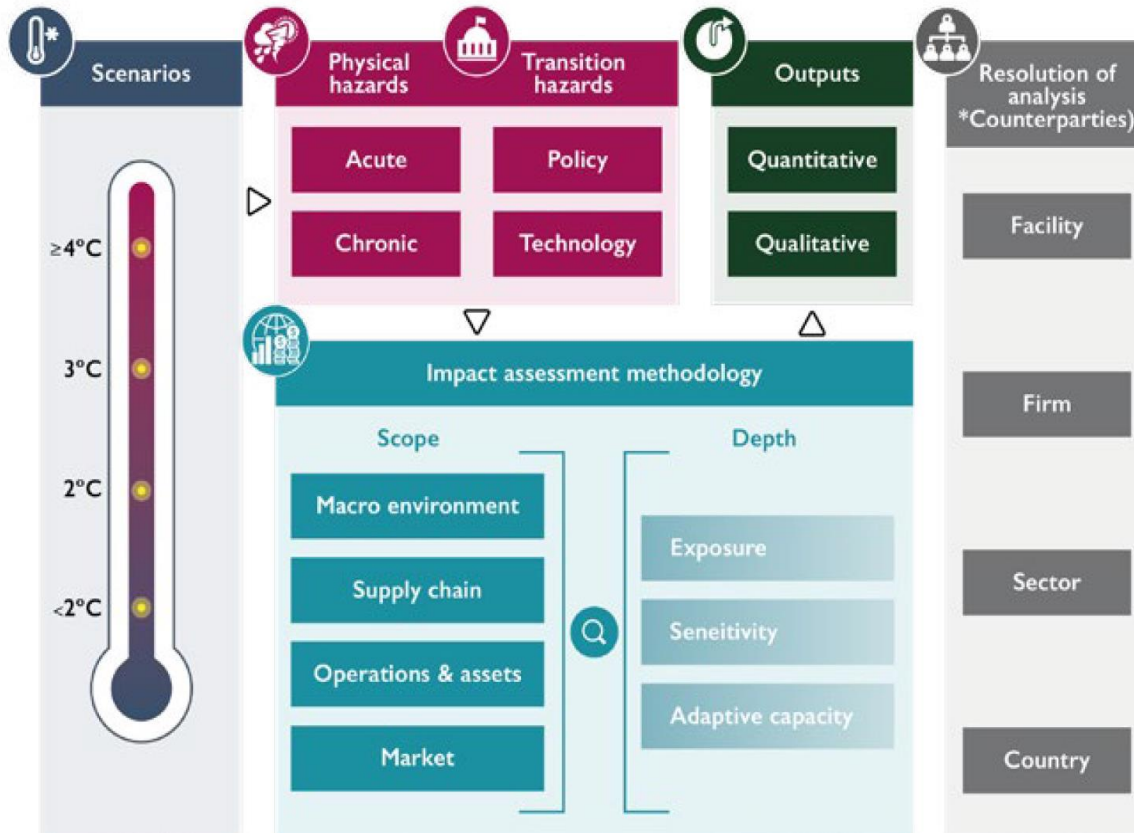 Scenarios
≥4°C
3°C
2°C
<2°C
Physical
hazards
Transition
hazards
Acute
Policy
Chronic
Technology
Outputs
Quantitative
Qualitative
Impact assessment methodology
Scope
Macro environment
Supply chain
Operations & assets
Market
Depth
Exposure
Seneitivity
Adaptive capacity
Resolution of
analysis
*Counterparties)
Facility
Firm
Sector
Country